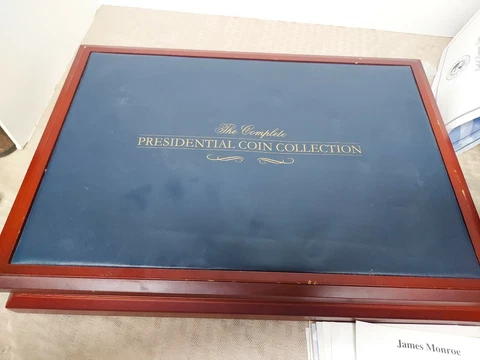 The Complete
PRESIDENTIAL COIN COLLECTION
James Monroe